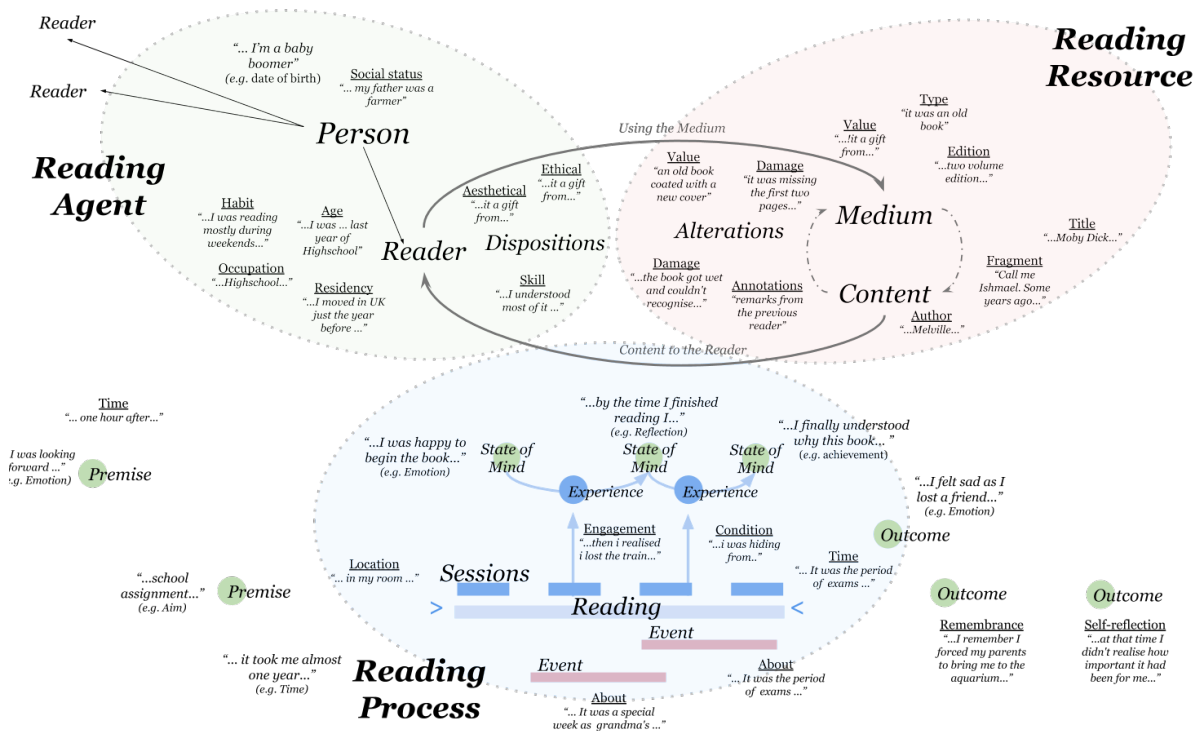 Reader
Reader
Reading
Agent
“... I’m a baby
boomer”
(e.g. date of birth)
Social status
“... my father was a
farmer”
Person
Habit
“...I was reading
mostly during
weekends...”
Age
“...I was ... last
year of
Highschool”
Occupation
“...Highschool...”
Residency
“...I moved in UK
just the year
before ...”
Reader
Aesthetical
“...it a gift
from...”
Ethical
“...it a gift
from...”
Dispositions
Skill
“...I understood
most of it ...”
Using the Medium
Content to the Reader
Reading
Resource
Value
“an old book
coated with a
new cover”
Damage
“it was missing
the first two
pages...”
Alterations
Damage
“...the book got wet
and couldn’t
recognise...”
Annotations
“remarks from
the previous
reader”
Value
“...!it a gift
from...”
Type
“it was an old
book”
Edition
“...two volume
edition...”
Medium
Title
“...Moby Dick...”
Fragment
“Call me
Ishmael. Some
years ago...”
Content
Author
“...Melville...”
Time
“... one hour after...”
I was looking
forward ...”
e.g. Emotion)
Premise
“...school
assignment...”
(e.g. Aim)
Premise
“... it took me almost
one year...”
(e.g. Time)
“...I was happy to
begin the book...”
(e.g. Emotion)
State of
Mind
“...by the time I finished
reading I...”
(e.g. Reflection)
State of
Mind
“...I finally understood
why this book... ”
(e.g. achievement)
State of
Mind
Experience
Experience
Engagement
“...then i realised
i lost the train...”
Condition
“...i was hiding
from..”
Location
“... in my room ...”
Time
“... It was the period
of exams ...”
Sessions
> Reading <
Event
Event
About
“... It was the period
of exams ...”
About
“... It was a special
week as grandma’s ...”
Reading
Process
“...I felt sad as I
lost a friend...”
(e.g. Emotion)
Outcome
Outcome
Remembrance
“...I remember I
forced my parents
to bring me to the
aquarium...”
Outcome
Self-reflection
“...at that time I
didn’t realise how
important it had
been for me...”